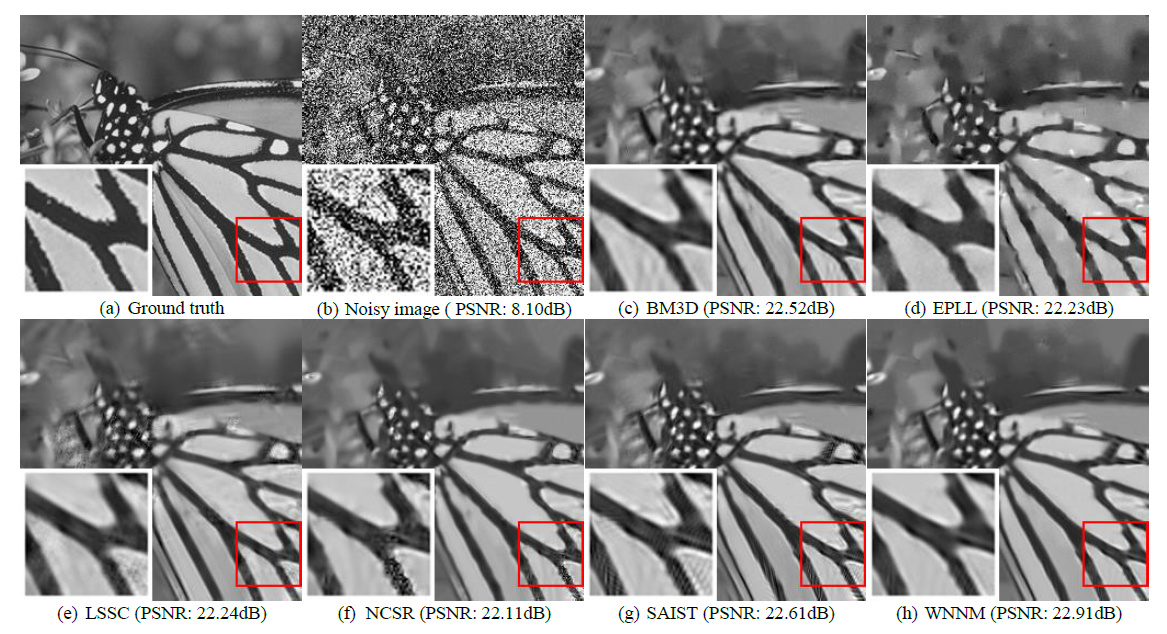 (a) Ground truth
(b) Noisy image ( PSNR: 8.10dB)
(c) BM3D (PSNR: 22.52dB)
(d) EPLL (PSNR: 22.23dB)
(e) LSSC (PSNR: 22.24dB)
(f) NCSR (PSNR: 22.11dB)
(g) SAIST (PSNR: 22.61dB)
(h) WNNM (PSNR: 22.91dB)